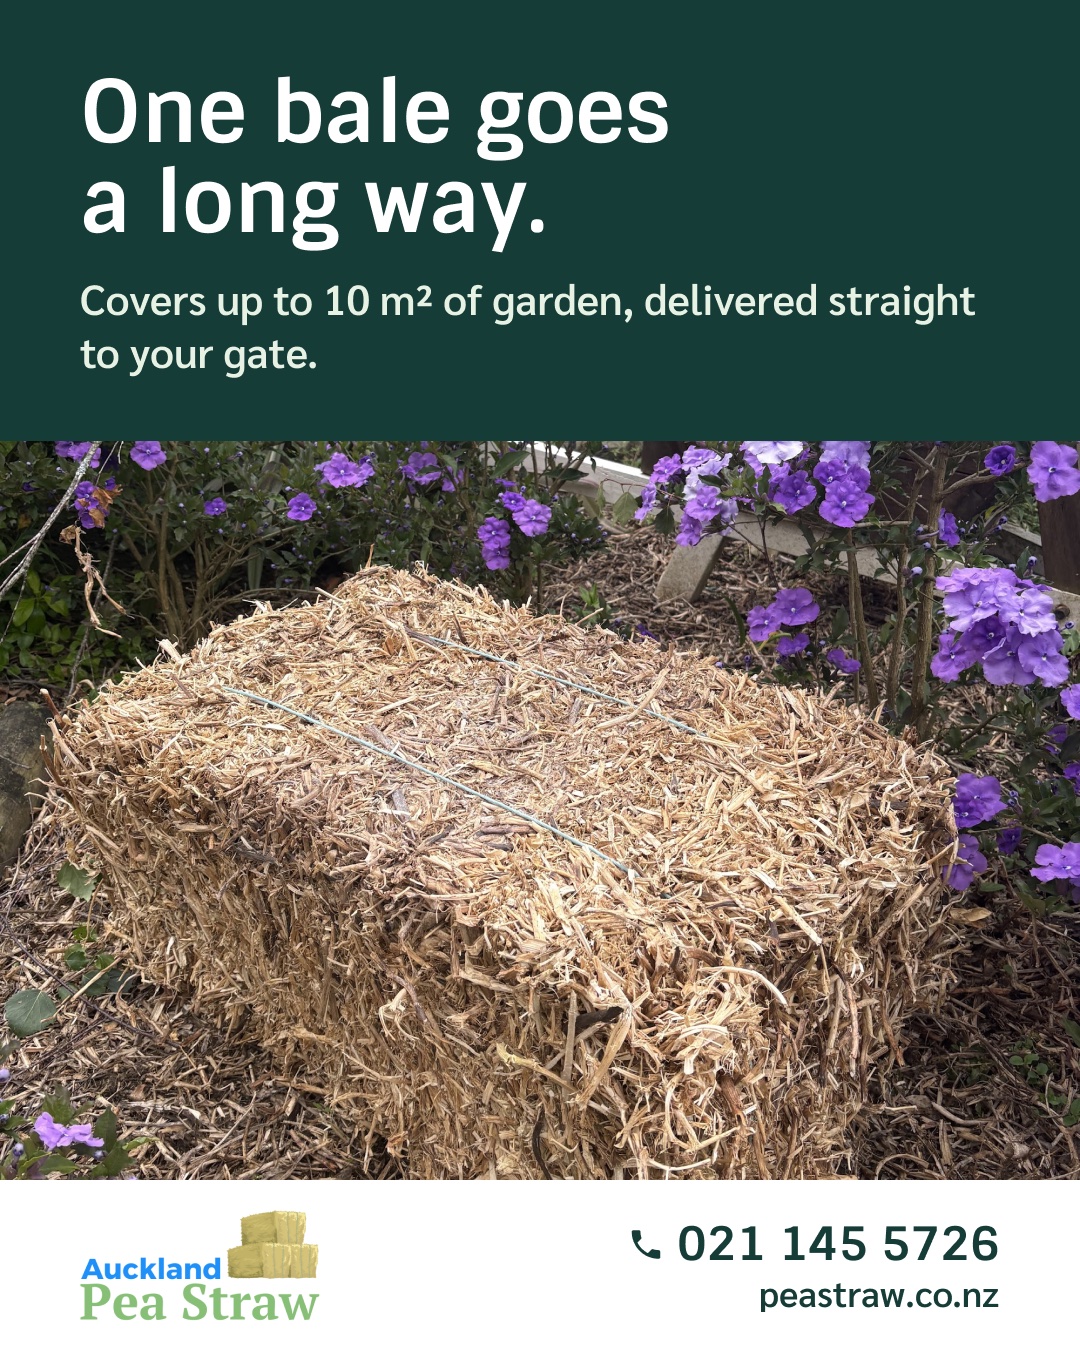 One bale goes
a long way.
Covers up to 10 m² of garden, delivered straight
to your gate.
Auckland
Pea Straw
021 145 5726
peastraw.co.nz